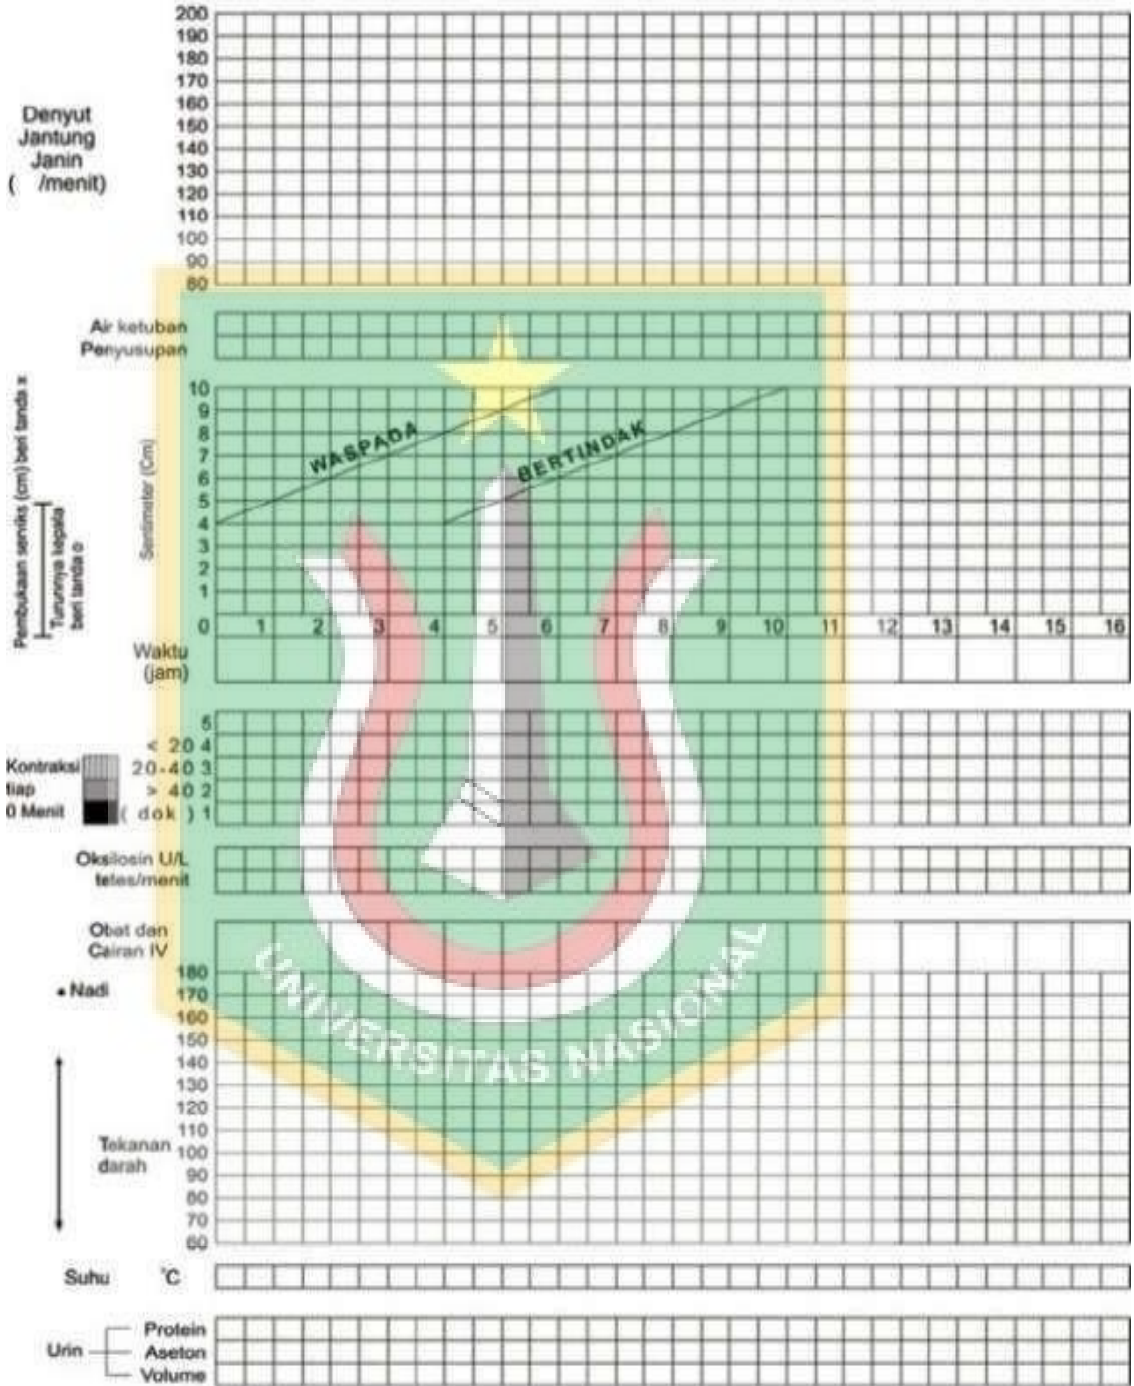 200
190
180
170
160
150
140
130
120
110
100
90
80
Denyut
Jantung
Janin
( /menit)
Air ketuban
Penyusupan
Pembukaan serviks (cm) beri tanda x
Turunnya kepala
beri tanda o
Sentimeter (Cm)
10
9
8
7
6
5
4
3
2
1
0 1 2 3 4 5 6 7 8 9 10 11 12 13 14 15 16
WASPADA
BERTINDAK
Waktu
(jam)
5
< 20 4
Kontraksi 20-40 3
tiap > 40 2
0 Menit ( dok ) 1
Oksilosin U/L
tetes/menit
Obat dan
Cairan IV
• Nadi
180
170
160
150
140
130
120
110
100
90
80
70
60
Tekanan
darah
UNIVERSITAS NASIONAL
Suhu °C
Urin
Protein
Aseton
Volume